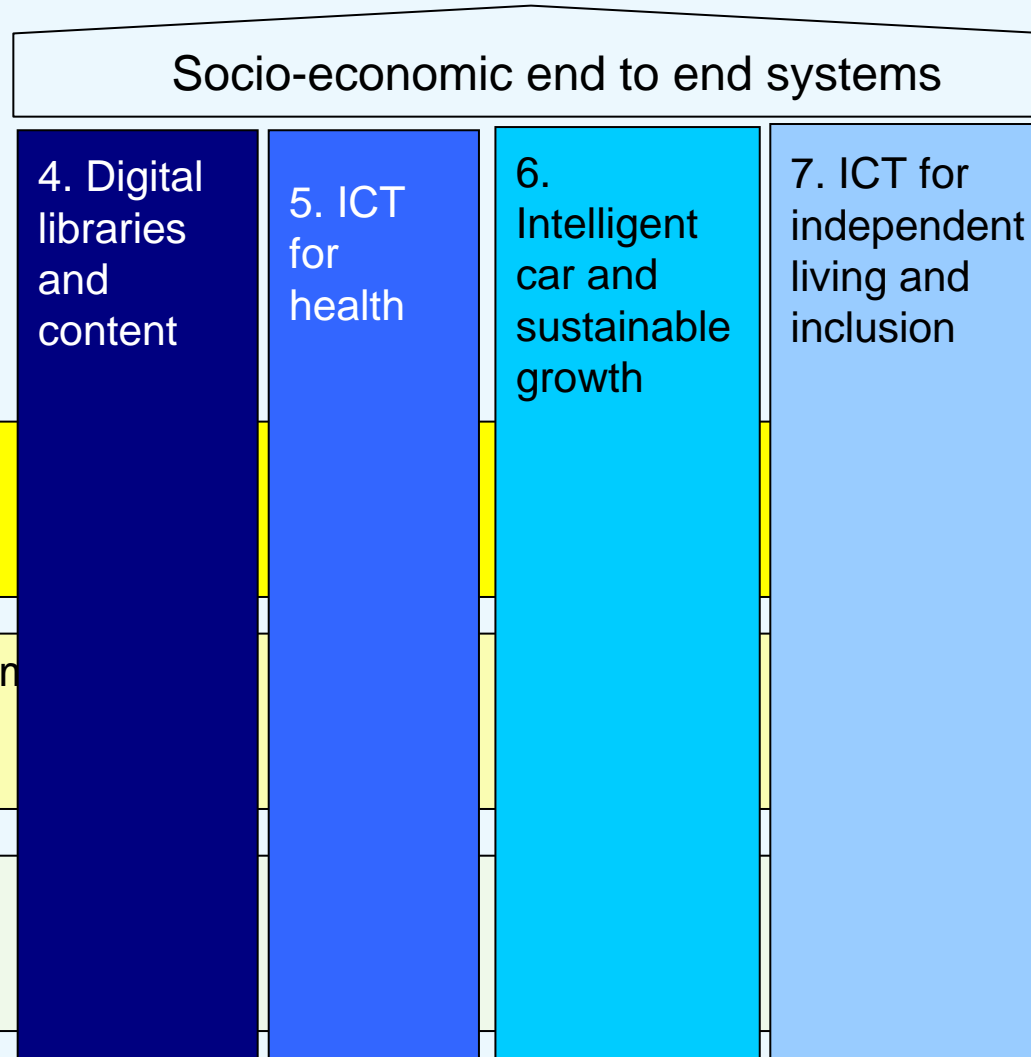 Socio-economic end to end systems
4. Digital
libraries
and
content
5. ICT
for
health
6.
Intelligent
car and
sustainable
growth
7. ICT for
independent
living and
inclusion